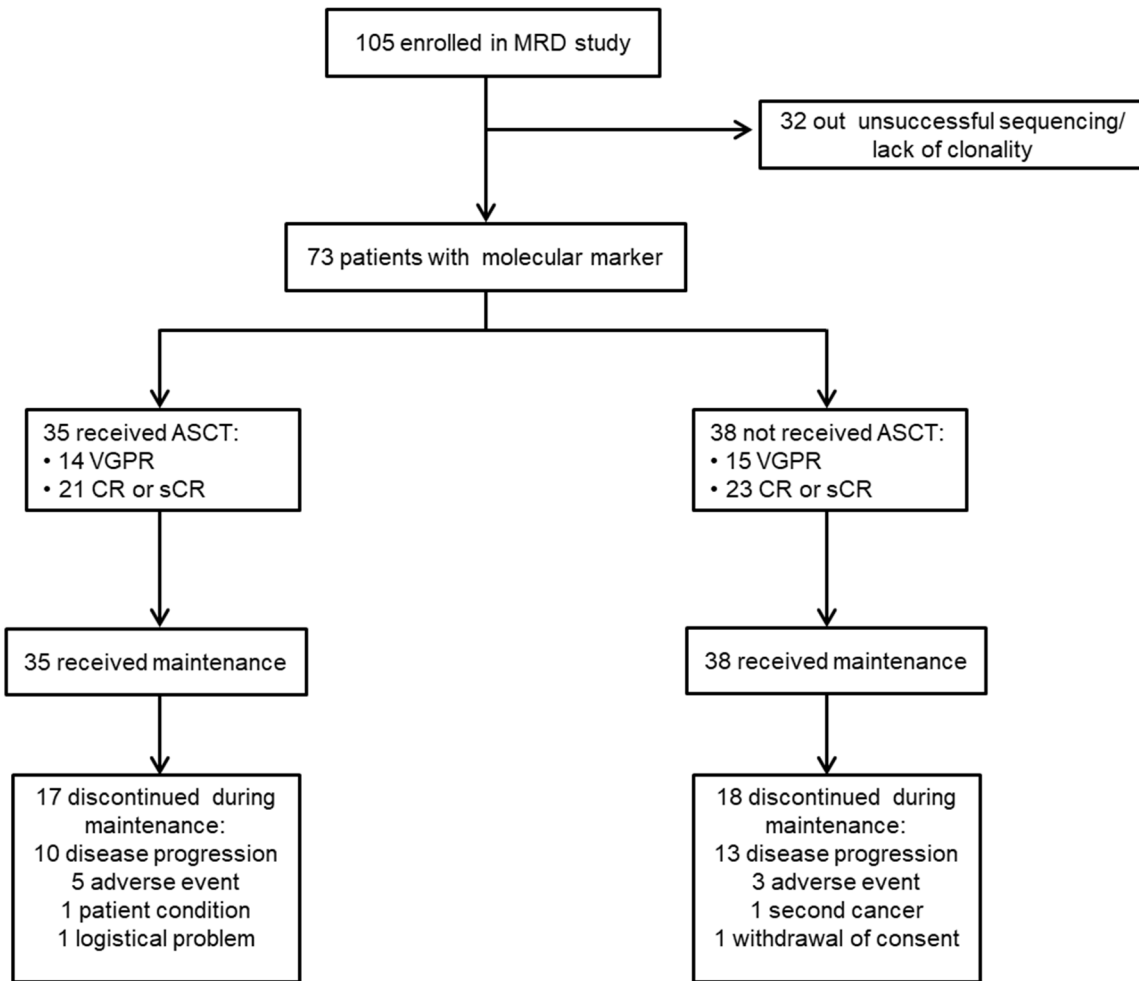 105 enrolled in MRD study
32 out unsuccessful sequencing/
lack of clonality
73 patients with molecular marker
35 received ASCT:
• 14 VGPR
• 21 CR or sCR
38 not received ASCT:
• 15 VGPR
• 23 CR or sCR
35 received maintenance
38 received maintenance
17 discontinued during
maintenance:
10 disease progression
5 adverse event
1 patient condition
1 logistical problem
18 discontinued during
maintenance:
13 disease progression
3 adverse event
1 second cancer
1 withdrawal of consent